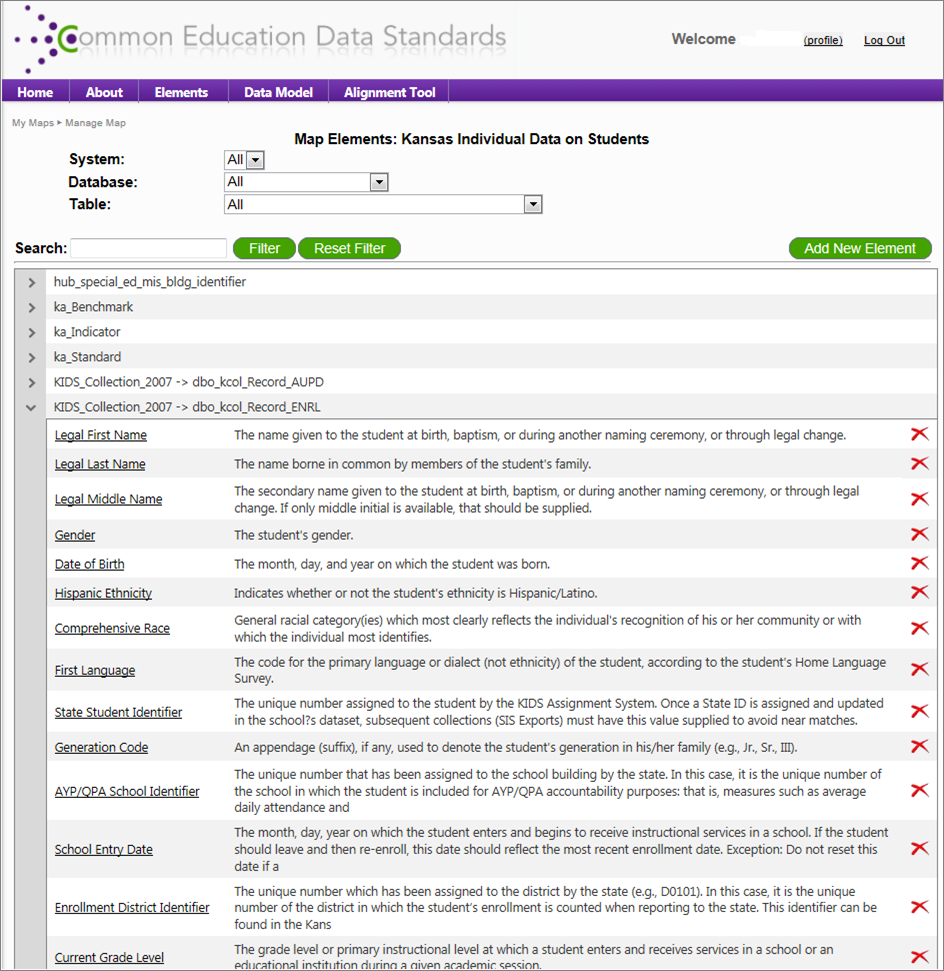 Common Education Data Standards
Welcome (profile) Log Out
Home About Elements Data Model Alignment Tool
My Maps ▸ Manage Map
Map Elements: Kansas Individual Data on Students
System: All
Database: All
Table: All
Search: Filter Reset Filter Add New Element
hub_special_ed_mis_bldg_identifier
ka_Benchmark
ka_Indicator
ka_Standard
KIDS_Collection_2007 -> dbo_kcol_Record_AUPD
KIDS_Collection_2007 -> dbo_kcol_Record_ENRL
Legal First Name The name given to the student at birth, baptism, or during another naming ceremony, or through legal change.
Legal Last Name The name borne in common by members of the student's family.
Legal Middle Name The secondary name given to the student at birth, baptism, or during another naming ceremony, or through legal
change. If only middle initial is available, that should be supplied.
Gender The student's gender.
Date of Birth The month, day, and year on which the student was born.
Hispanic Ethnicity Indicates whether or not the student's ethnicity is Hispanic/Latino.
Comprehensive Race General racial category(ies) which most clearly reflects the individual's recognition of his or her community or with
which the individual most identifies.
First Language The code for the primary language or dialect (not ethnicity) of the student, according to the student's Home Language
Survey.
State Student Identifier The unique number assigned to the student by the KIDS Assignment System. Once a State ID is assigned and updated
in the school?s dataset, subsequent collections (SIS Exports) must have this value supplied to avoid near matches.
Generation Code An appendage (suffix), if any, used to denote the student's generation in his/her family (e.g., Jr., Sr., III).
AYP/QPA School Identifier The unique number that has been assigned to the school building by the state. In this case, it is the unique number of
the school in which the student is included for AYP/QPA accountability purposes: that is, measures such as average
daily attendance and
School Entry Date The month, day, year on which the student enters and begins to receive instructional services in a school. If the student
should leave and then re-enroll, this date should reflect the most recent enrollment date. Exception: Do not reset this
date if a
Enrollment District Identifier The unique number which has been assigned to the district by the state (e.g., D0101). In this case, it is the unique
number of the district in which the student's enrollment is counted when reporting to the state. This identifier can be
found in the Kans
Current Grade Level The grade level or primary instructional level at which a student enters and receives services in a school or an
educational institution during a given academic session.